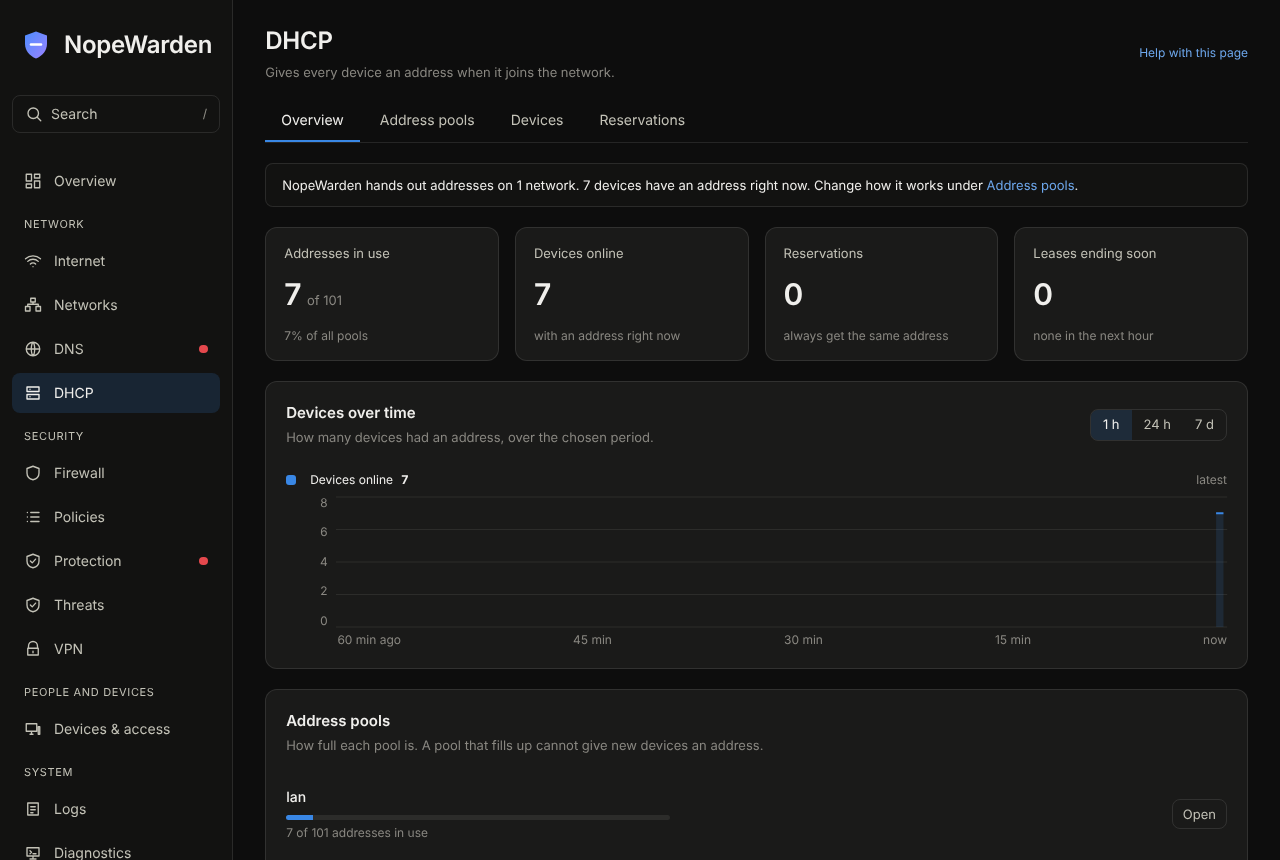 NopeWarden
Search /
Overview
NETWORK
Internet
Networks
DNS
DHCP
SECURITY
Firewall
Policies
Protection
Threats
VPN
PEOPLE AND DEVICES
Devices & access
SYSTEM
Logs
Diagnostics
DHCP
Gives every device an address when it joins the network.
Help with this page
Overview Address pools Devices Reservations
NopeWarden hands out addresses on 1 network. 7 devices have an address right now. Change how it works under Address pools.
Addresses in use
7 of 101
7% of all pools
Devices online
7
with an address right now
Reservations
0
always get the same address
Leases ending soon
0
none in the next hour
Devices over time
How many devices had an address, over the chosen period.
1 h 24 h 7 d
Devices online 7 latest
8
6
4
2
0
60 min ago 45 min 30 min 15 min now
Address pools
How full each pool is. A pool that fills up cannot give new devices an address.
lan
7 of 101 addresses in use
Open